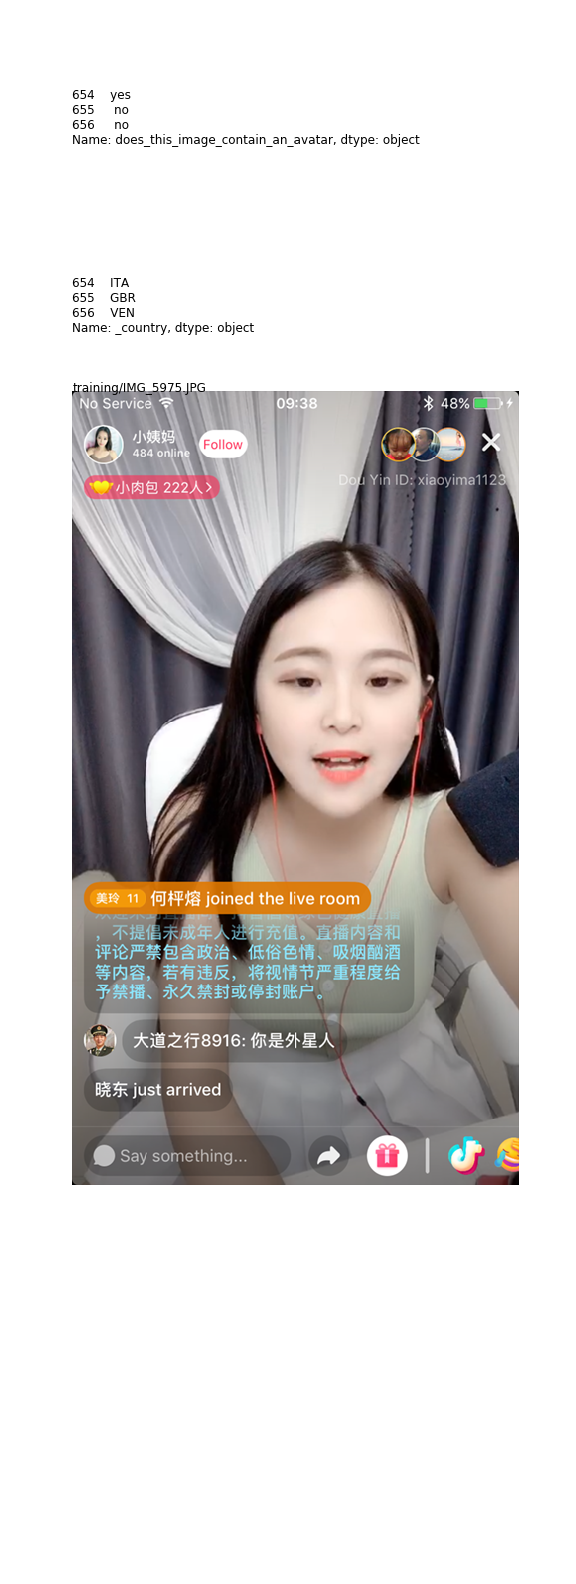 654 yes
655 no
656 no
Name: does_this_image_contain_an_avatar, dtype: object
654 ITA
655 GBR
656 VEN
Name: _country, dtype: object
training/IMG_5975.JPG
No Service 09:38 48%
小姨妈
484 online
Follow
小肉包 222人
Dou Yin ID: xiaoyima1123
美玲 11 何枰熔 joined the live room
，不提倡未成年人进行充值。直播内容和
评论严禁包含政治、低俗色情、吸烟酗酒
等内容，若有违反，将视情节严重程度给
予禁播、永久禁封或停封账户。
大道之行8916: 你是外星人
晓东 just arrived
Say something...